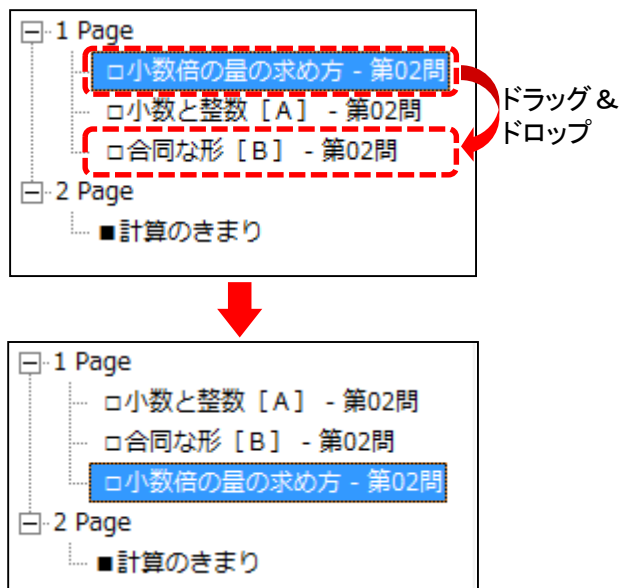 1 Page
□小数倍の量の求め方 - 第02問
□小数と整数［A］ - 第02問
□合同な形［B］ - 第02問
2 Page
■計算のきまり
ドラッグ＆
ドロップ
1 Page
□小数と整数［A］ - 第02問
□合同な形［B］ - 第02問
□小数倍の量の求め方 - 第02問
2 Page
■計算のきまり